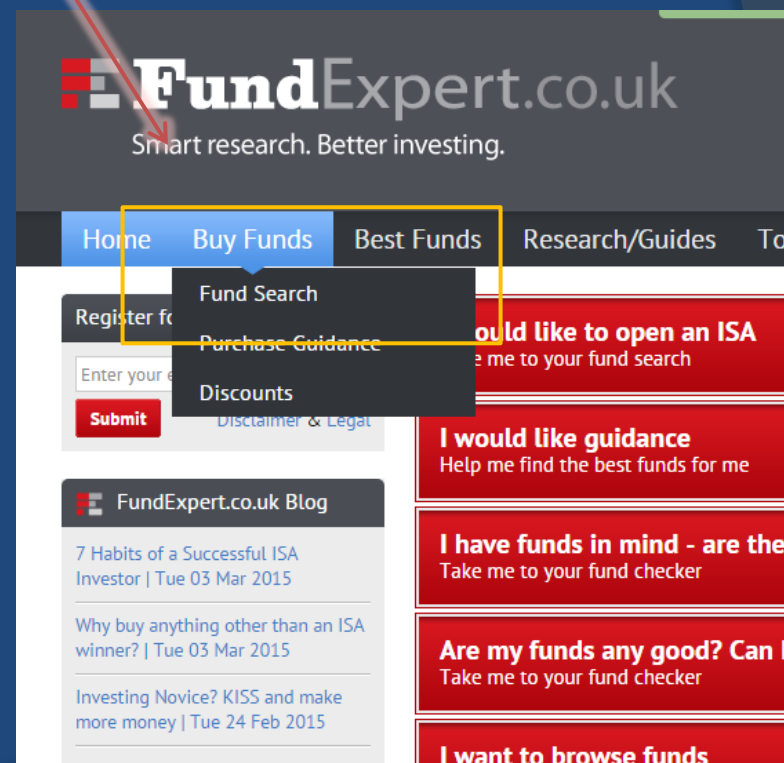 FundExpert.co.uk
Smart research. Better investing.
Home Buy Funds Best Funds Research/Guides
Fund Search
Purchase Guidance
Discounts
Register
Enter your
Submit Disclaimer & Legal
FundExpert.co.uk Blog
7 Habits of a Successful ISA
Investor | Tue 03 Mar 2015
Why buy anything other than an ISA
winner? | Tue 03 Mar 2015
Investing Novice? KISS and make
more money | Tue 24 Feb 2015
would like to open an ISA
me to your fund search
I would like guidance
Help me find the best funds for me
I have funds in mind - are the
Take me to your fund checker
Are my funds any good? Can I
Take me to your fund checker
I want to browse funds